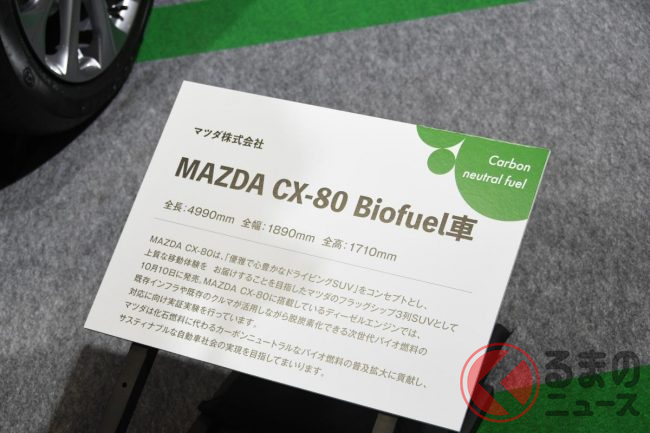 マツダ株式会社
Carbon
neutral fuel
MAZDA CX-80 Biofuel車
全長：4990mm 全幅：1890mm 全高：1710mm
MAZDA CX-80は、「優雅で心豊かなドライビングSUV」をコンセプトとし、
上質な移動体験を お届けすることを目指したマツダのフラッグシップ3列SUVとして
10月10日に発売。MAZDA CX-80に搭載しているディーゼルエンジンでは、
既存インフラや既存のクルマが活用しながら脱炭素化できる次世代バイオ燃料の
対応に向け実証実験を行っています。
マツダは化石燃料に代わるカーボンニュートラルなバイオ燃料の普及拡大に貢献し、
サスティナブルな自動車社会の実現を目指してまいります。
くるまの
ニュース